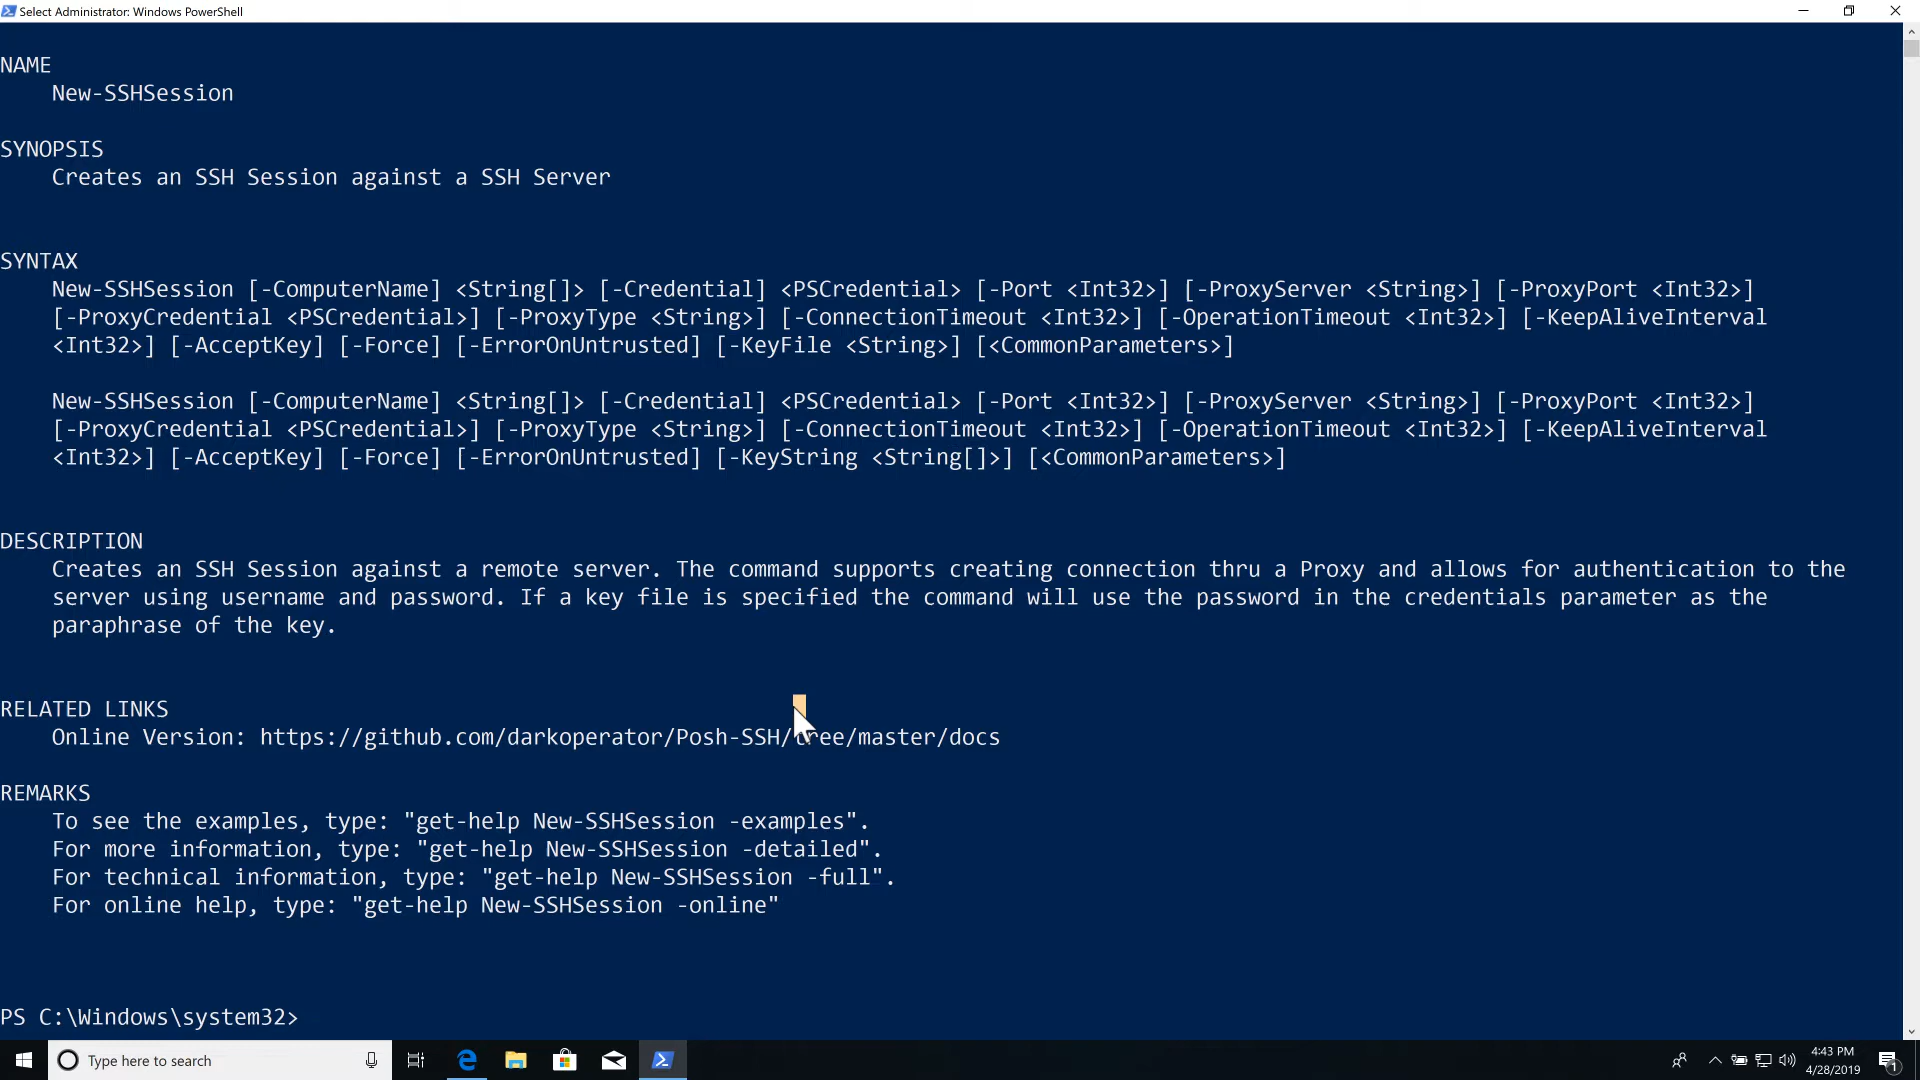 Select Administrator: Windows PowerShell
NAME
New-SSHSession
SYNOPSIS
Creates an SSH Session against a SSH Server
SYNTAX
New-SSHSession [-ComputerName] <String[]> [-Credential] <PSCredential> [-Port <Int32>] [-ProxyServer <String>] [-ProxyPort <Int32>]
[-ProxyCredential <PSCredential>] [-ProxyType <String>] [-ConnectionTimeout <Int32>] [-OperationTimeout <Int32>] [-KeepAliveInterval
<Int32>] [-AcceptKey] [-Force] [-ErrorOnUntrusted] [-KeyFile <String>] [<CommonParameters>]
New-SSHSession [-ComputerName] <String[]> [-Credential] <PSCredential> [-Port <Int32>] [-ProxyServer <String>] [-ProxyPort <Int32>]
[-ProxyCredential <PSCredential>] [-ProxyType <String>] [-ConnectionTimeout <Int32>] [-OperationTimeout <Int32>] [-KeepAliveInterval
<Int32>] [-AcceptKey] [-Force] [-ErrorOnUntrusted] [-KeyString <String[]>] [<CommonParameters>]
DESCRIPTION
Creates an SSH Session against a remote server. The command supports creating connection thru a Proxy and allows for authentication to the
server using username and password. If a key file is specified the command will use the password in the credentials parameter as the
paraphrase of the key.
RELATED LINKS
Online Version: https://github.com/darkoperator/Posh-SSH/tree/master/docs
REMARKS
To see the examples, type: "get-help New-SSHSession -examples".
For more information, type: "get-help New-SSHSession -detailed".
For technical information, type: "get-help New-SSHSession -full".
For online help, type: "get-help New-SSHSession -online"
PS C:\Windows\system32>
Type here to search
4:43 PM
4/28/2019
1